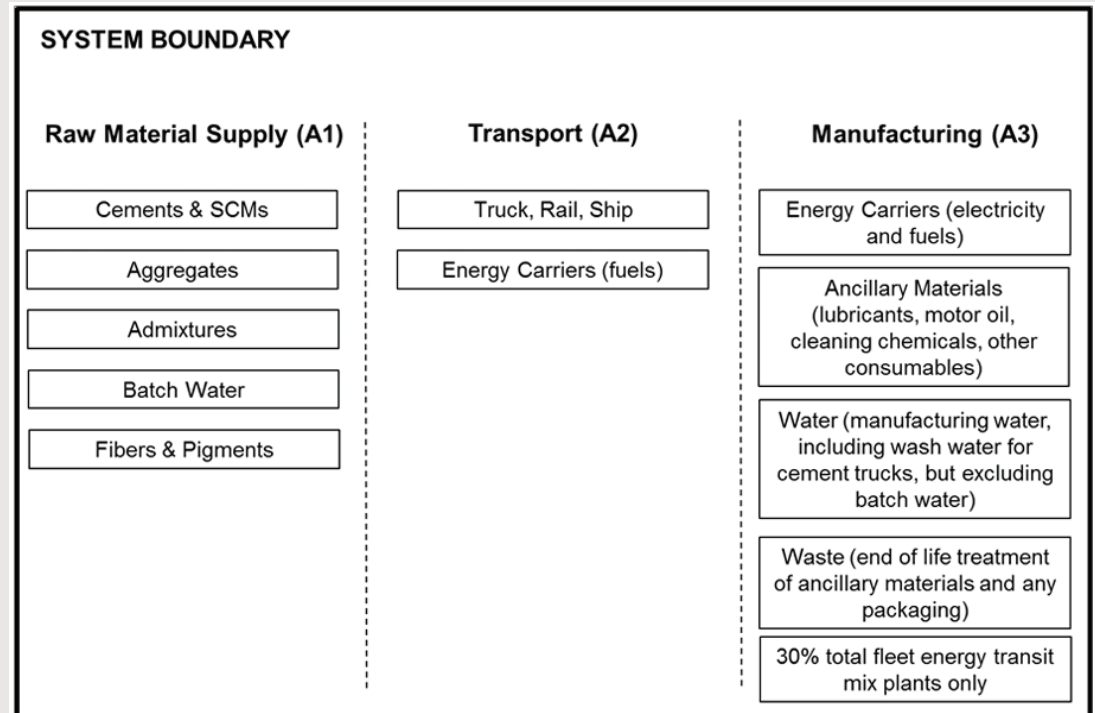 SYSTEM BOUNDARY
Raw Material Supply (A1)
Cements & SCMs
Aggregates
Admixtures
Batch Water
Fibers & Pigments
Transport (A2)
Truck, Rail, Ship
Energy Carriers (fuels)
Manufacturing (A3)
Energy Carriers (electricity
and fuels)
Ancillary Materials
(lubricants, motor oil,
cleaning chemicals, other
consumables)
Water (manufacturing water,
including wash water for
cement trucks, but excluding
batch water)
Waste (end of life treatment
of ancillary materials and any
packaging)
30% total fleet energy transit
mix plants only